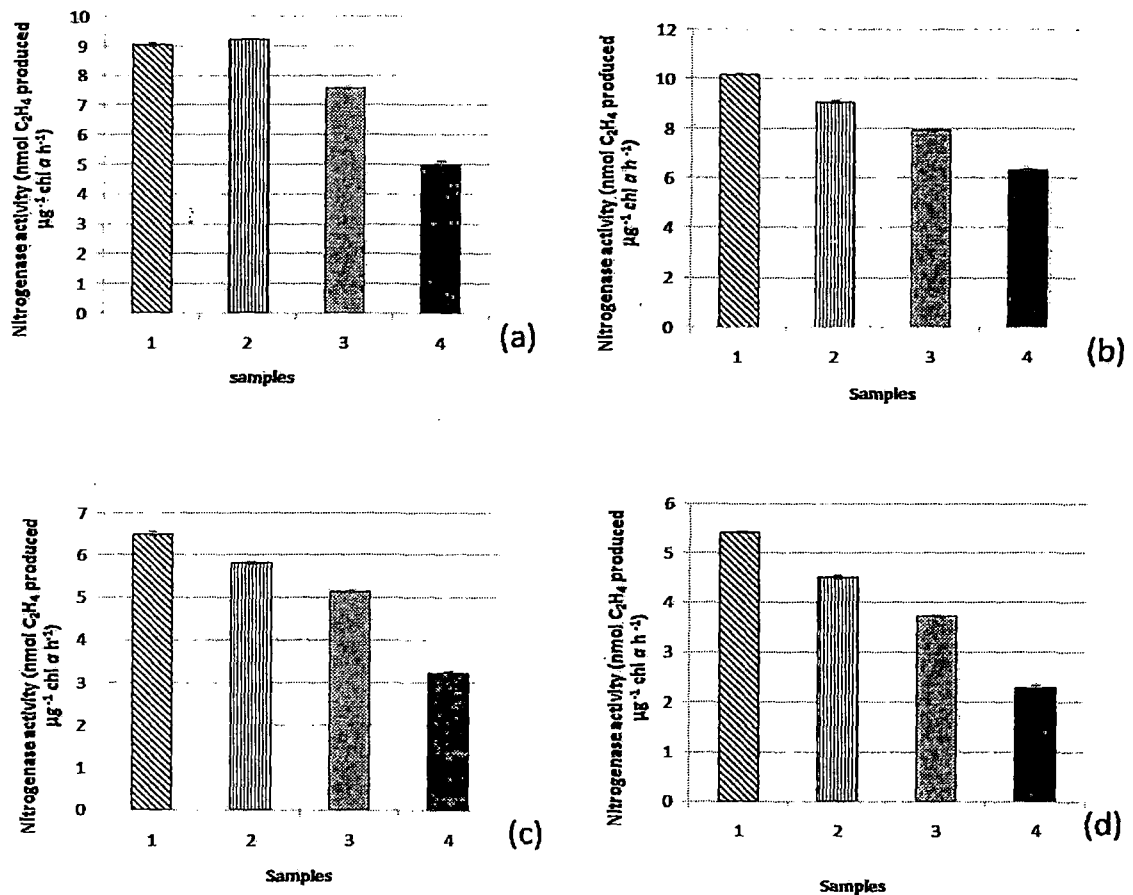 Nitrogenase activity (nmol C₂H₄ produced
µg⁻¹ chl a h⁻¹)
10
9
8
7
6
5
4
3
2
1
0
1 2 3 4
samples
(a)
Nitrogenase activity (nmol C₂H₄ produced
µg⁻¹ chl a h⁻¹)
12
10
8
6
4
2
0
1 2 3 4
Samples
(b)
Nitrogenase activity (nmol C₂H₄ produced
µg⁻¹ chl a h⁻¹)
7
6
5
4
3
2
1
0
1 2 3 4
Samples
(c)
Nitrogenase activity (nmol C₂H₄ produced
µg⁻¹ chl a h⁻¹)
6
5
4
3
2
1
0
1 2 3 4
Samples
(d)